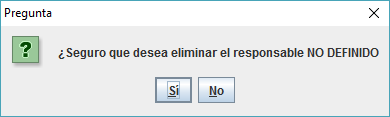 Pregunta
¿Seguro que desea eliminar el responsable NO DEFINIDO
Sí No